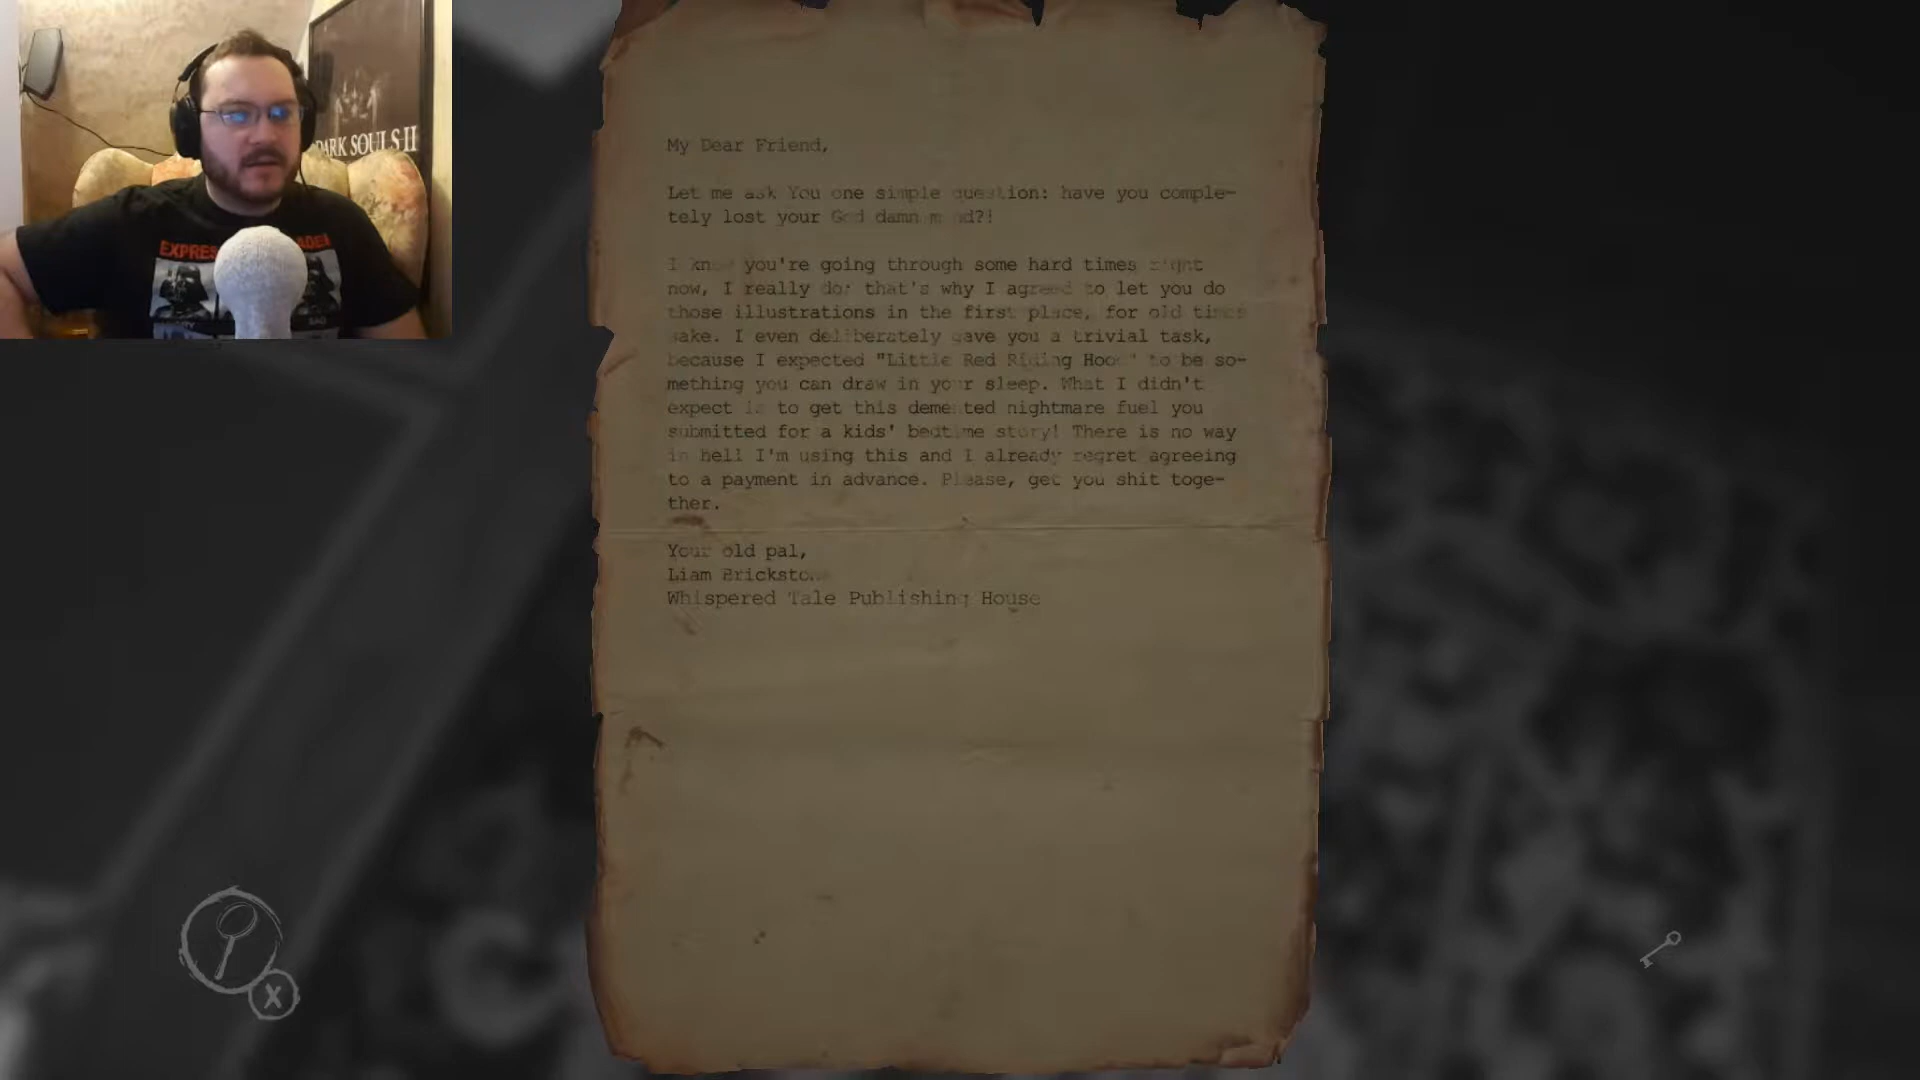 DARK SOULS II
EXPRES
My Dear Friend,
Let me ask You one simple question: have you comple-
tely lost your God damn mind?!
I know you're going through some hard times right
now, I really do: that's why I agreed to let you do
those illustrations in the first place, for old times
sake. I even deliberately gave you a trivial task,
because I expected "Little Red Riding Hood" to be so-
mething you can draw in your sleep. What I didn't
expect is to get this demented nightmare fuel you
submitted for a kids' bedtime story! There is no way
in hell I'm using this and I already regret agreeing
to a payment in advance. Please, get you shit toge-
ther.
Your old pal,
Liam
Whispered Tale Publishing House
X